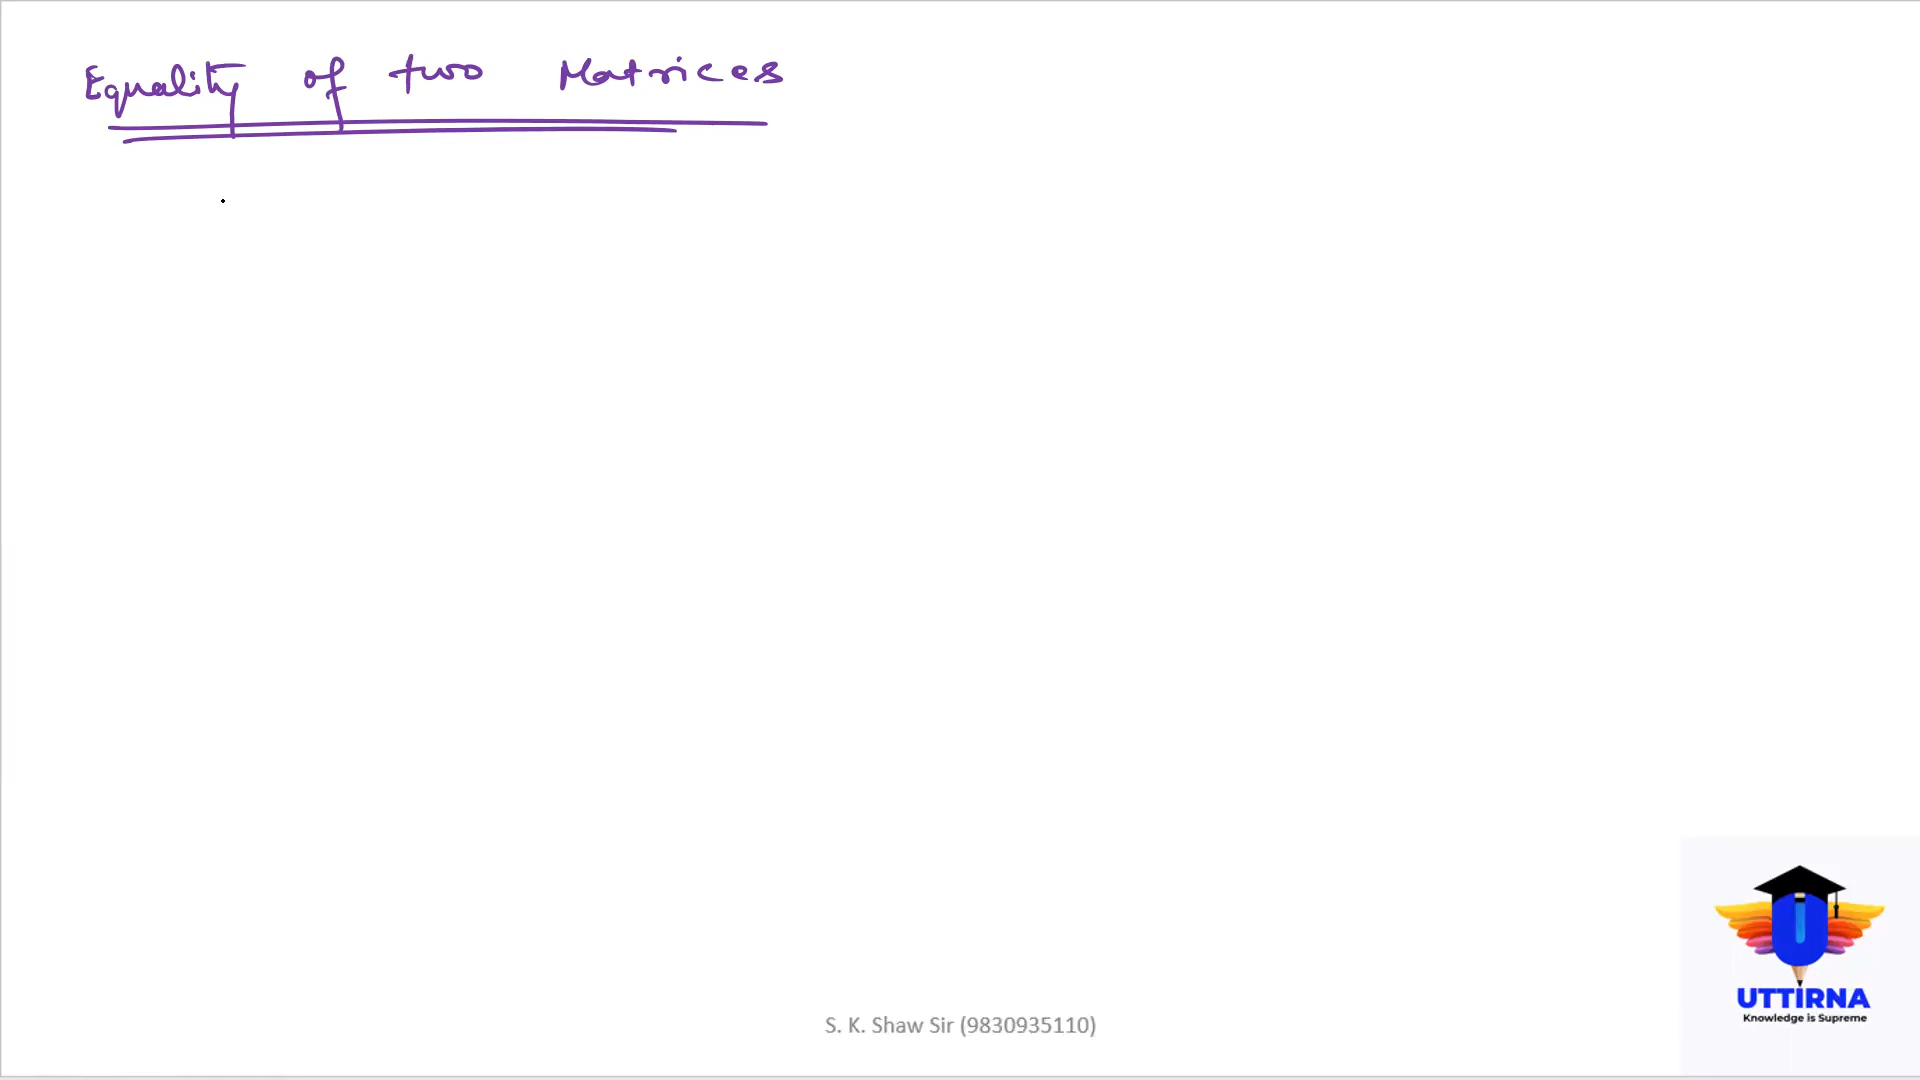 Equality of two Matrices
UTTIRNA
Knowledge is Supreme
S. K. Shaw Sir (9830935110)